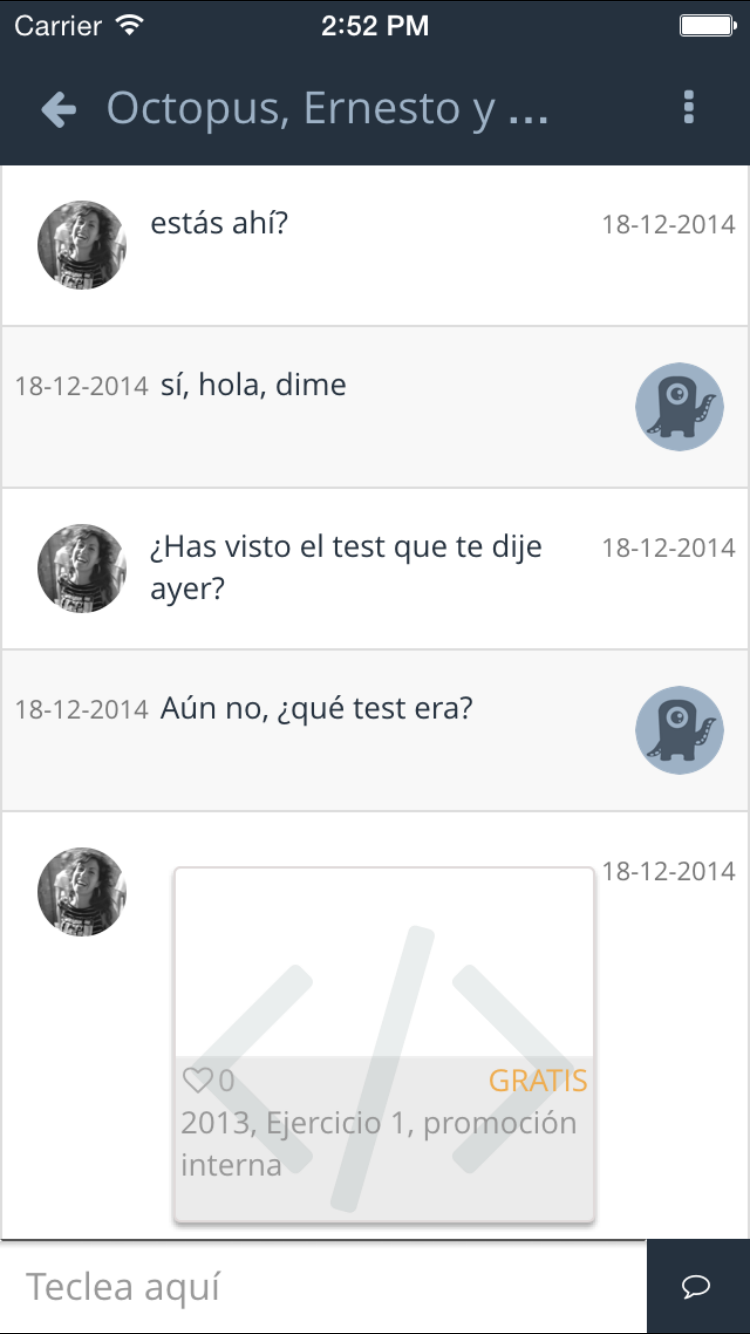 Carrier 2:52 PM
Octopus, Ernesto y ...
estás ahí? 18-12-2014
18-12-2014 sí, hola, dime
¿Has visto el test que te dije 18-12-2014
ayer?
18-12-2014 Aún no, ¿qué test era?
18-12-2014
</>
0 GRATIS
2013, Ejercicio 1, promoción
interna
Teclea aquí